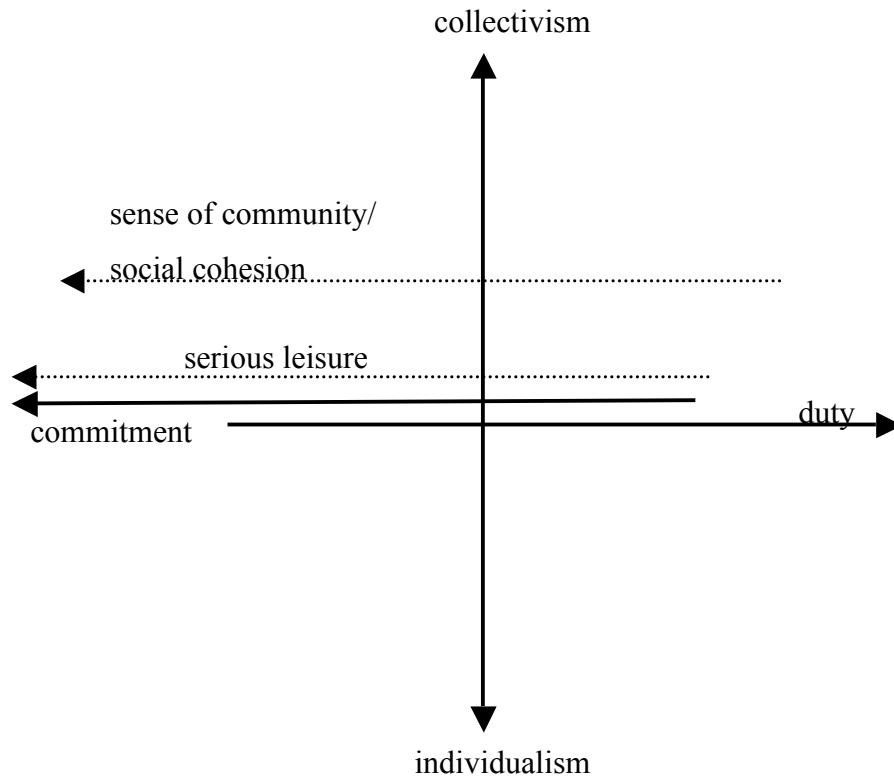 collectivism
sense of community/
social cohesion
serious leisure
commitment
duty
individualism